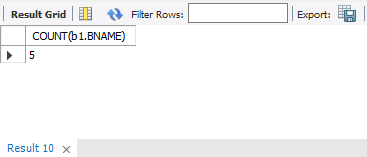 Result Grid Filter Rows: Export:
COUNT(b1.BNAME)
5
Result 10 ×